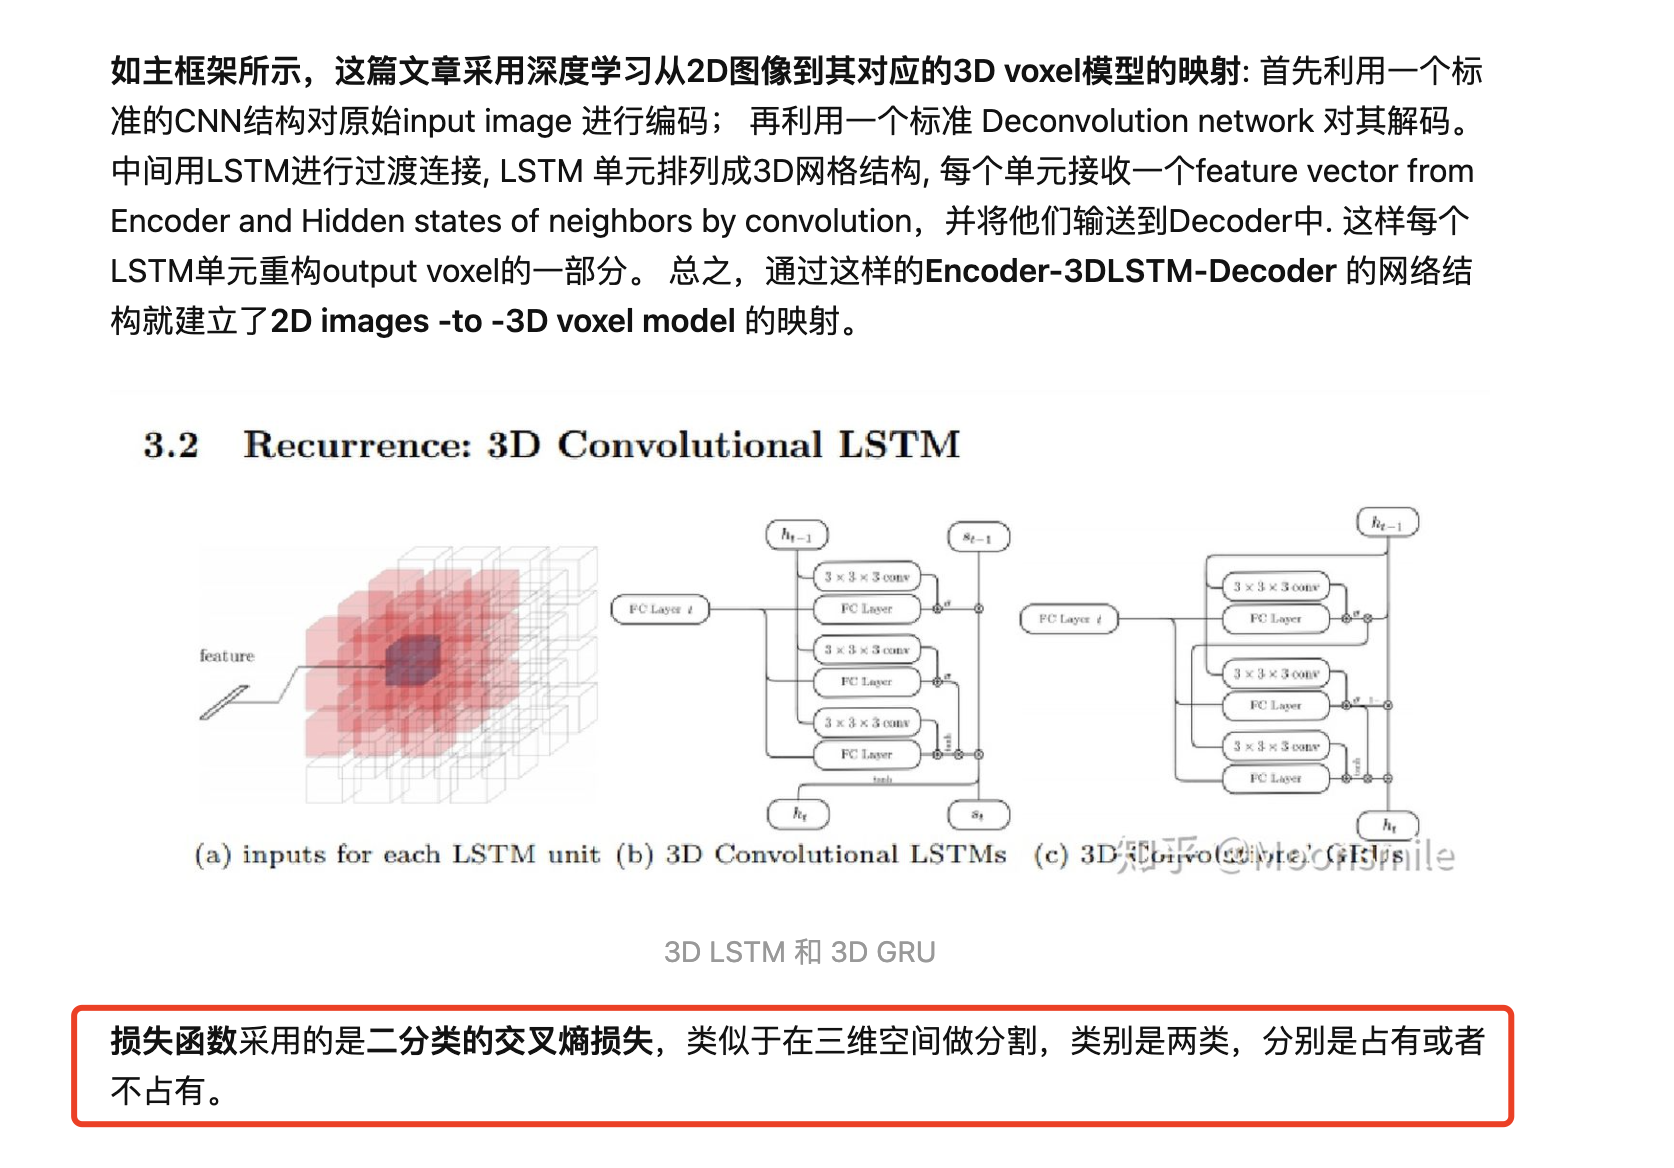 如主框架所示，这篇文章采用深度学习从2D图像到其对应的3D voxel模型的映射: 首先利用一个标
准的CNN结构对原始input image 进行编码； 再利用一个标准 Deconvolution network 对其解码。
中间用LSTM进行过渡连接, LSTM 单元排列成3D网格结构, 每个单元接收一个feature vector from
Encoder and Hidden states of neighbors by convolution，并将他们输送到Decoder中. 这样每个
LSTM单元重构output voxel的一部分。 总之，通过这样的Encoder-3DLSTM-Decoder 的网络结
构就建立了2D images -to -3D voxel model 的映射。
3.2 Recurrence: 3D Convolutional LSTM
feature
FC Layer t
h_{t-1}
s_{t-1}
3 × 3 × 3 conv
FC Layer
σ
3 × 3 × 3 conv
FC Layer
σ
3 × 3 × 3 conv
FC Layer
tanh
tanh
h_t
s_t
FC Layer t
h_{t-1}
3 × 3 × 3 conv
FC Layer
σ
3 × 3 × 3 conv
FC Layer
σ 1-
3 × 3 × 3 conv
FC Layer
tanh
h_t
(a) inputs for each LSTM unit (b) 3D Convolutional LSTMs (c) 3D Convolutional GRUs
知乎 @Moonsmile
3D LSTM 和 3D GRU
损失函数采用的是二分类的交叉熵损失，类似于在三维空间做分割，类别是两类，分别是占有或者
不占有。